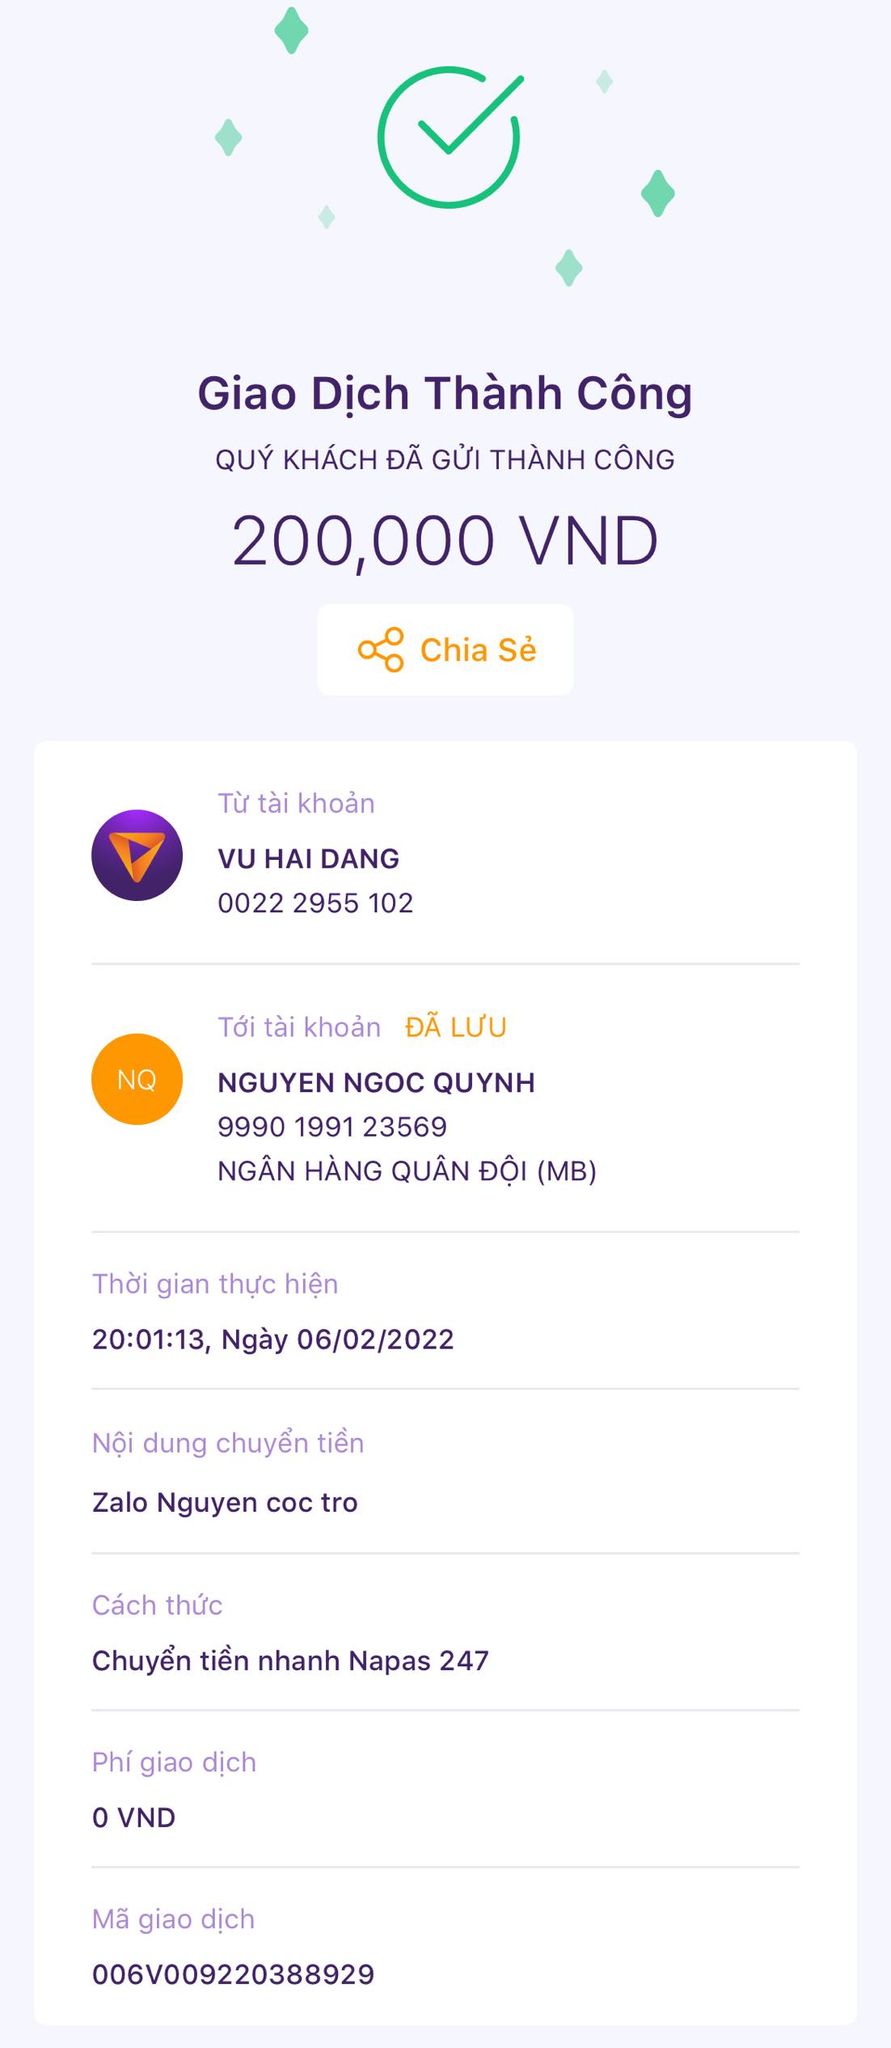 Giao Dịch Thành Công
QUÝ KHÁCH ĐÃ GỬI THÀNH CÔNG
200,000 VND
Chia Sẻ
Từ tài khoản
VU HAI DANG
0022 2955 102
Tới tài khoản ĐÃ LƯU
NQ
NGUYEN NGOC QUYNH
9990 1991 23569
NGÂN HÀNG QUÂN ĐỘI (MB)
Thời gian thực hiện
20:01:13, Ngày 06/02/2022
Nội dung chuyển tiền
Zalo Nguyen coc tro
Cách thức
Chuyển tiền nhanh Napas 247
Phí giao dịch
0 VND
Mã giao dịch
006V009220388929